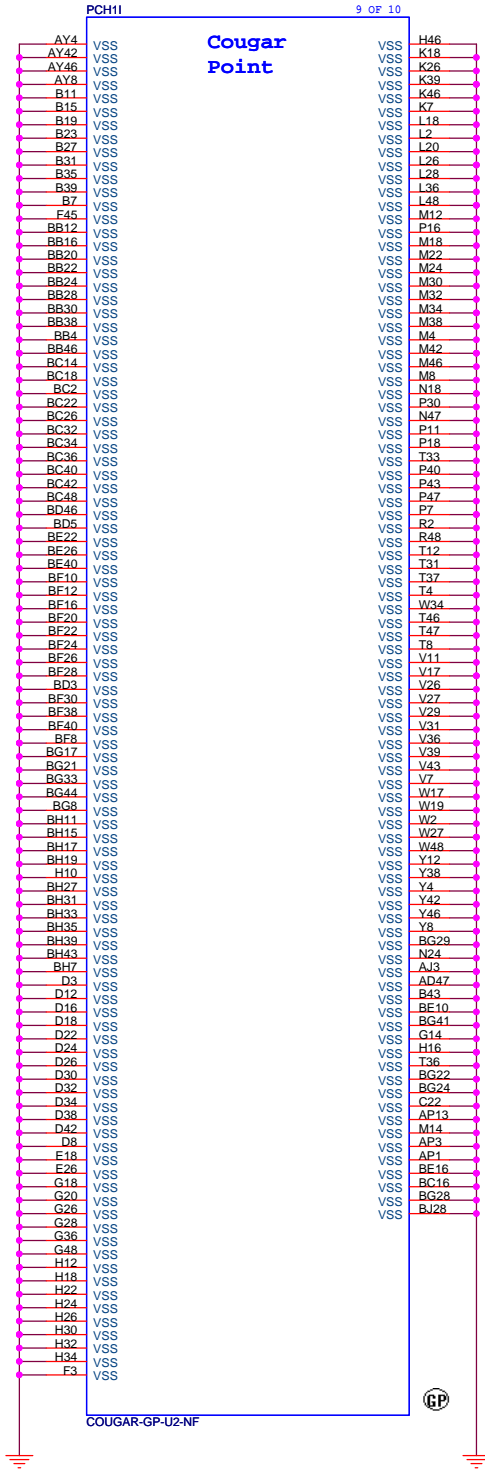 PCH1I 9 OF 10
Cougar
Point
AY4 VSS VSS H46
AY42 VSS VSS K18
AY46 VSS VSS K26
AY8 VSS VSS K39
B11 VSS VSS K46
B15 VSS VSS K7
B19 VSS VSS L18
B23 VSS VSS L2
B27 VSS VSS L20
B31 VSS VSS L26
B35 VSS VSS L28
B39 VSS VSS L36
B7 VSS VSS L48
F45 VSS VSS M12
BB12 VSS VSS P16
BB16 VSS VSS M18
BB20 VSS VSS M22
BB22 VSS VSS M24
BB24 VSS VSS M30
BB28 VSS VSS M32
BB30 VSS VSS M34
BB38 VSS VSS M38
BB4 VSS VSS M4
BB46 VSS VSS M42
BC14 VSS VSS M46
BC18 VSS VSS M8
BC2 VSS VSS N18
BC22 VSS VSS P30
BC26 VSS VSS N47
BC32 VSS VSS P11
BC34 VSS VSS P18
BC36 VSS VSS T33
BC40 VSS VSS P40
BC42 VSS VSS P43
BC48 VSS VSS P47
BD46 VSS VSS P7
BD5 VSS VSS R2
BE22 VSS VSS R48
BE26 VSS VSS T12
BE40 VSS VSS T31
BF10 VSS VSS T37
BF12 VSS VSS T4
BF16 VSS VSS W34
BF20 VSS VSS T46
BF22 VSS VSS T47
BF24 VSS VSS T8
BF26 VSS VSS V11
BF28 VSS VSS V17
BD3 VSS VSS V26
BF30 VSS VSS V27
BF38 VSS VSS V29
BF40 VSS VSS V31
BF8 VSS VSS V36
BG17 VSS VSS V39
BG21 VSS VSS V43
BG33 VSS VSS V7
BG44 VSS VSS W17
BG8 VSS VSS W19
BH11 VSS VSS W2
BH15 VSS VSS W27
BH17 VSS VSS W48
BH19 VSS VSS Y12
H10 VSS VSS Y38
BH27 VSS VSS Y4
BH31 VSS VSS Y42
BH33 VSS VSS Y46
BH35 VSS VSS Y8
BH39 VSS VSS BG29
BH43 VSS VSS N24
BH7 VSS VSS AJ3
D3 VSS VSS AD47
D12 VSS VSS B43
D16 VSS VSS BE10
D18 VSS VSS BG41
D22 VSS VSS G14
D24 VSS VSS H16
D26 VSS VSS T36
D30 VSS VSS BG22
D32 VSS VSS BG24
D34 VSS VSS C22
D38 VSS VSS AP13
D42 VSS VSS M14
D8 VSS VSS AP3
E18 VSS VSS AP1
E26 VSS VSS BE16
G18 VSS VSS BC16
G20 VSS VSS BG28
G26 VSS VSS BJ28
G28 VSS
G36 VSS
G48 VSS
H12 VSS
H18 VSS
H22 VSS
H24 VSS
H26 VSS
H30 VSS
H32 VSS
H34 VSS
F3 VSS
GP
COUGAR-GP-U2-NF